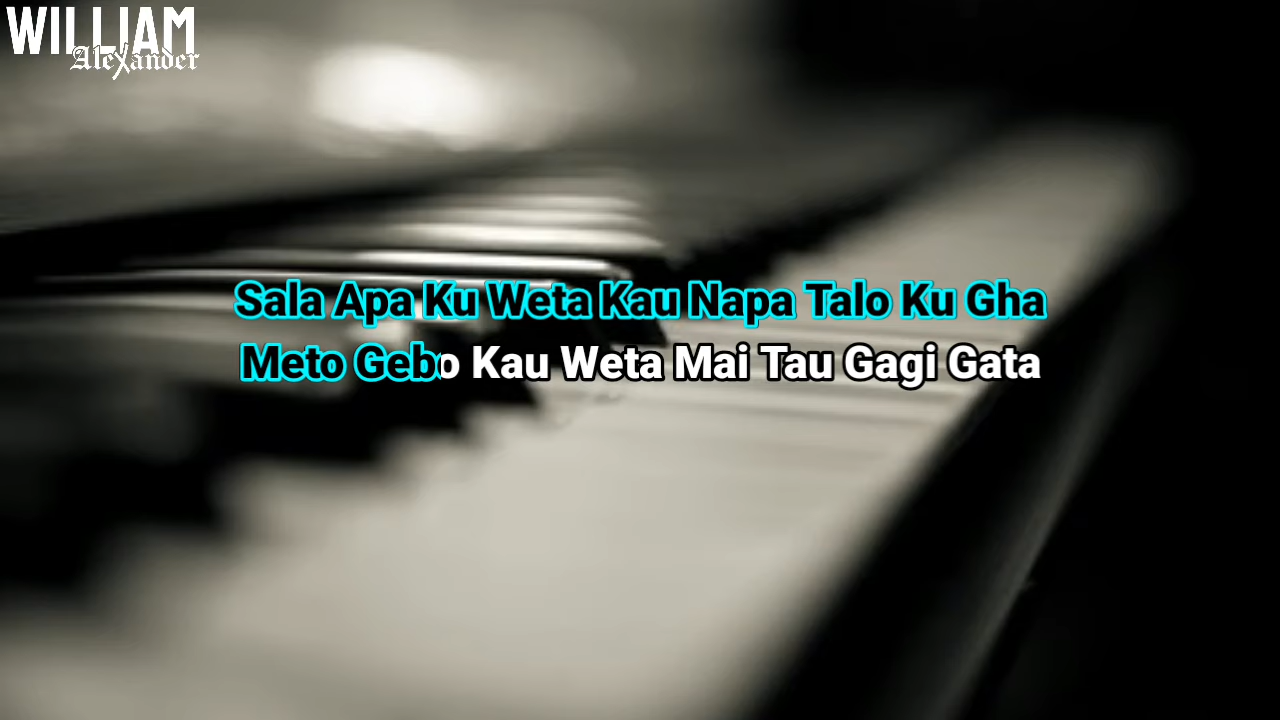 WILLIAM
Alexander
Sala Apa Ku Weta Kau Napa Talo Ku Gha
Meto Gebo Kau Weta Mai Tau Gagi Gata